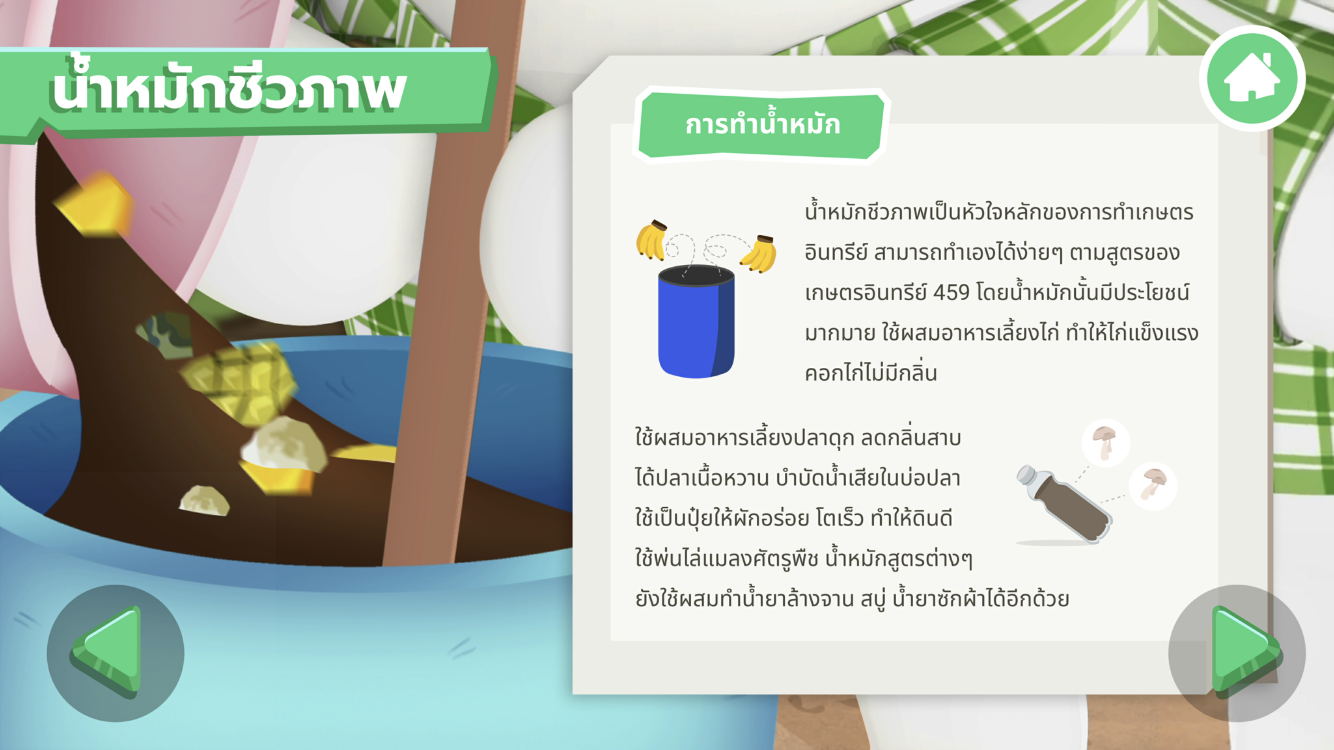 น้ำหมักชีวภาพ
การทำน้ำหมัก
น้ำหมักชีวภาพเป็นหัวใจหลักของการทำเกษตร
อินทรีย์ สามารถทำเองได้ง่ายๆ ตามสูตรของ
เกษตรอินทรีย์ 459 โดยน้ำหมักนั้นมีประโยชน์
มากมาย ใช้ผสมอาหารเลี้ยงไก่ ทำให้ไก่แข็งแรง
คอกไก่ไม่มีกลิ่น
ใช้ผสมอาหารเลี้ยงปลาดุก ลดกลิ่นสาบ
ได้ปลาเนื้อหวาน บำบัดน้ำเสียในบ่อปลา
ใช้เป็นปุ๋ยให้ผักอร่อย โตเร็ว ทำให้ดินดี
ใช้พ่นไล่แมลงศัตรูพืช น้ำหมักสูตรต่างๆ
ยังใช้ผสมทำน้ำยาล้างจาน สบู่ น้ำยาซักผ้าได้อีกด้วย